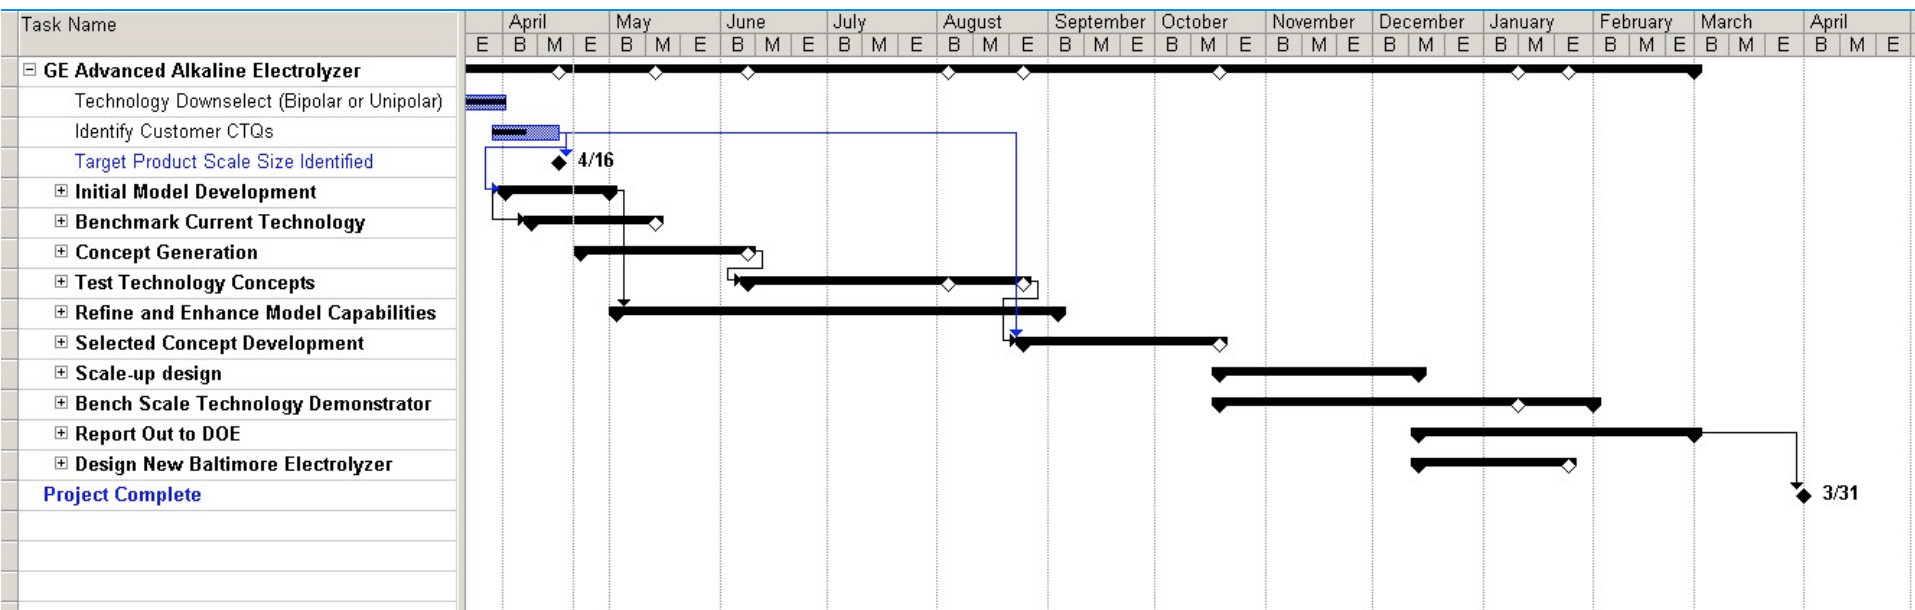 Task Name
April May June July August September October November December January February March April
E B M E B M E B M E B M E B M E B M E B M E B M E B M E B M E B M E B M E B M E
GE Advanced Alkaline Electrolyzer
Technology Downselect (Bipolar or Unipolar)
Identify Customer CTQs
Target Product Scale Size Identified 4/16
Initial Model Development
Benchmark Current Technology
Concept Generation
Test Technology Concepts
Refine and Enhance Model Capabilities
Selected Concept Development
Scale-up design
Bench Scale Technology Demonstrator
Report Out to DOE
Design New Baltimore Electrolyzer
Project Complete 3/31